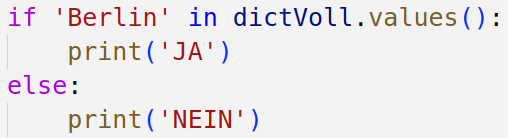 if 'Berlin' in dictVoll.values():
    print('JA')
else:
    print('NEIN')